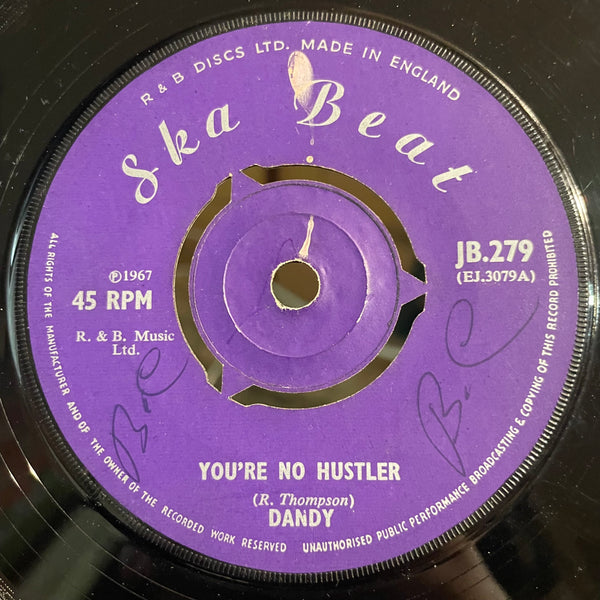 R & B DISCS LTD. MADE IN ENGLAND
Ska Beat
℗1967
45 RPM
R. & B. Music
Ltd.
JB.279
(EJ.3079A)
B.C
B.C
YOU'RE NO HUSTLER
(R. Thompson)
DANDY
ALL RIGHTS OF THE MANUFACTURER AND OF THE OWNER OF THE RECORDED WORK RESERVED UNAUTHORISED PUBLIC PERFORMANCE BROADCASTING & COPYING OF THIS RECORD PROHIBITED